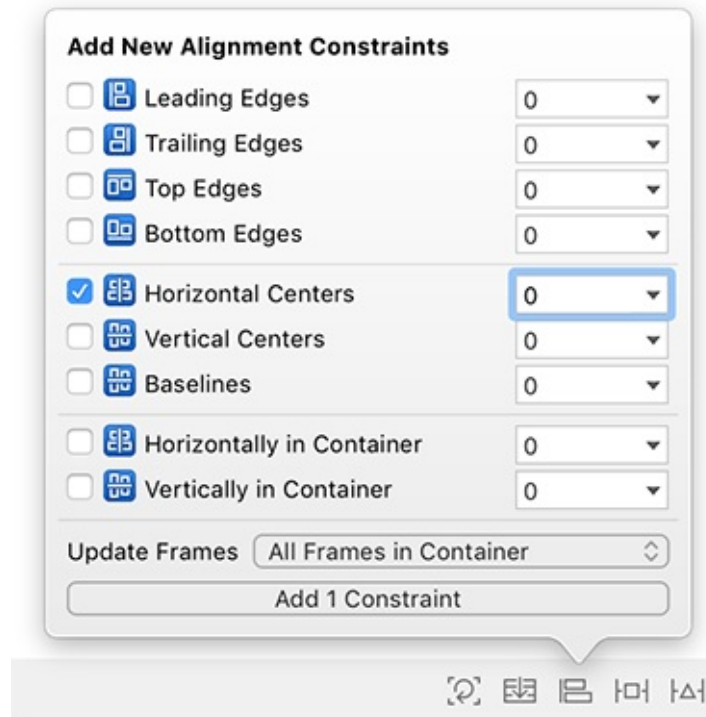 Add New Alignment Constraints
Leading Edges 0
Trailing Edges 0
Top Edges 0
Bottom Edges 0
Horizontal Centers 0
Vertical Centers 0
Baselines 0
Horizontally in Container 0
Vertically in Container 0
Update Frames All Frames in Container
Add 1 Constraint